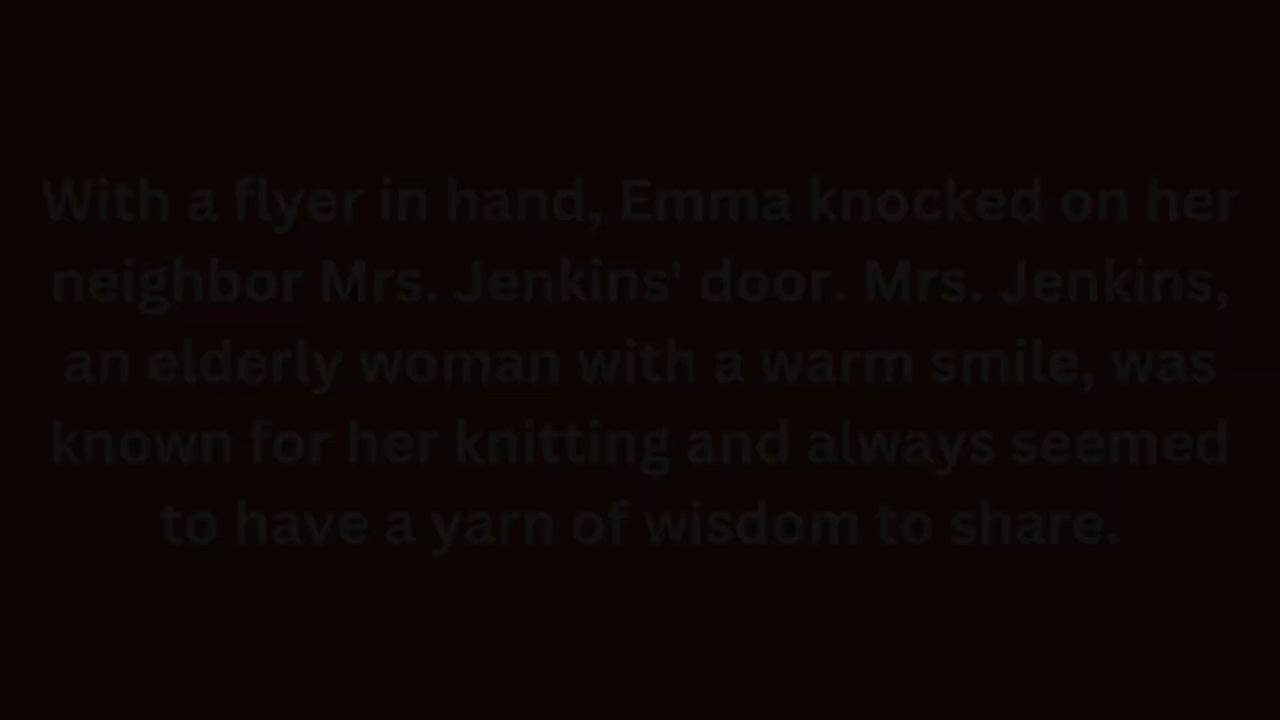 With a flyer in hand, Emma knocked on her
neighbor Mrs. Jenkins' door. Mrs. Jenkins,
an elderly woman with a warm smile, was
known for her knitting and always seemed
to have a yarn of wisdom to share.